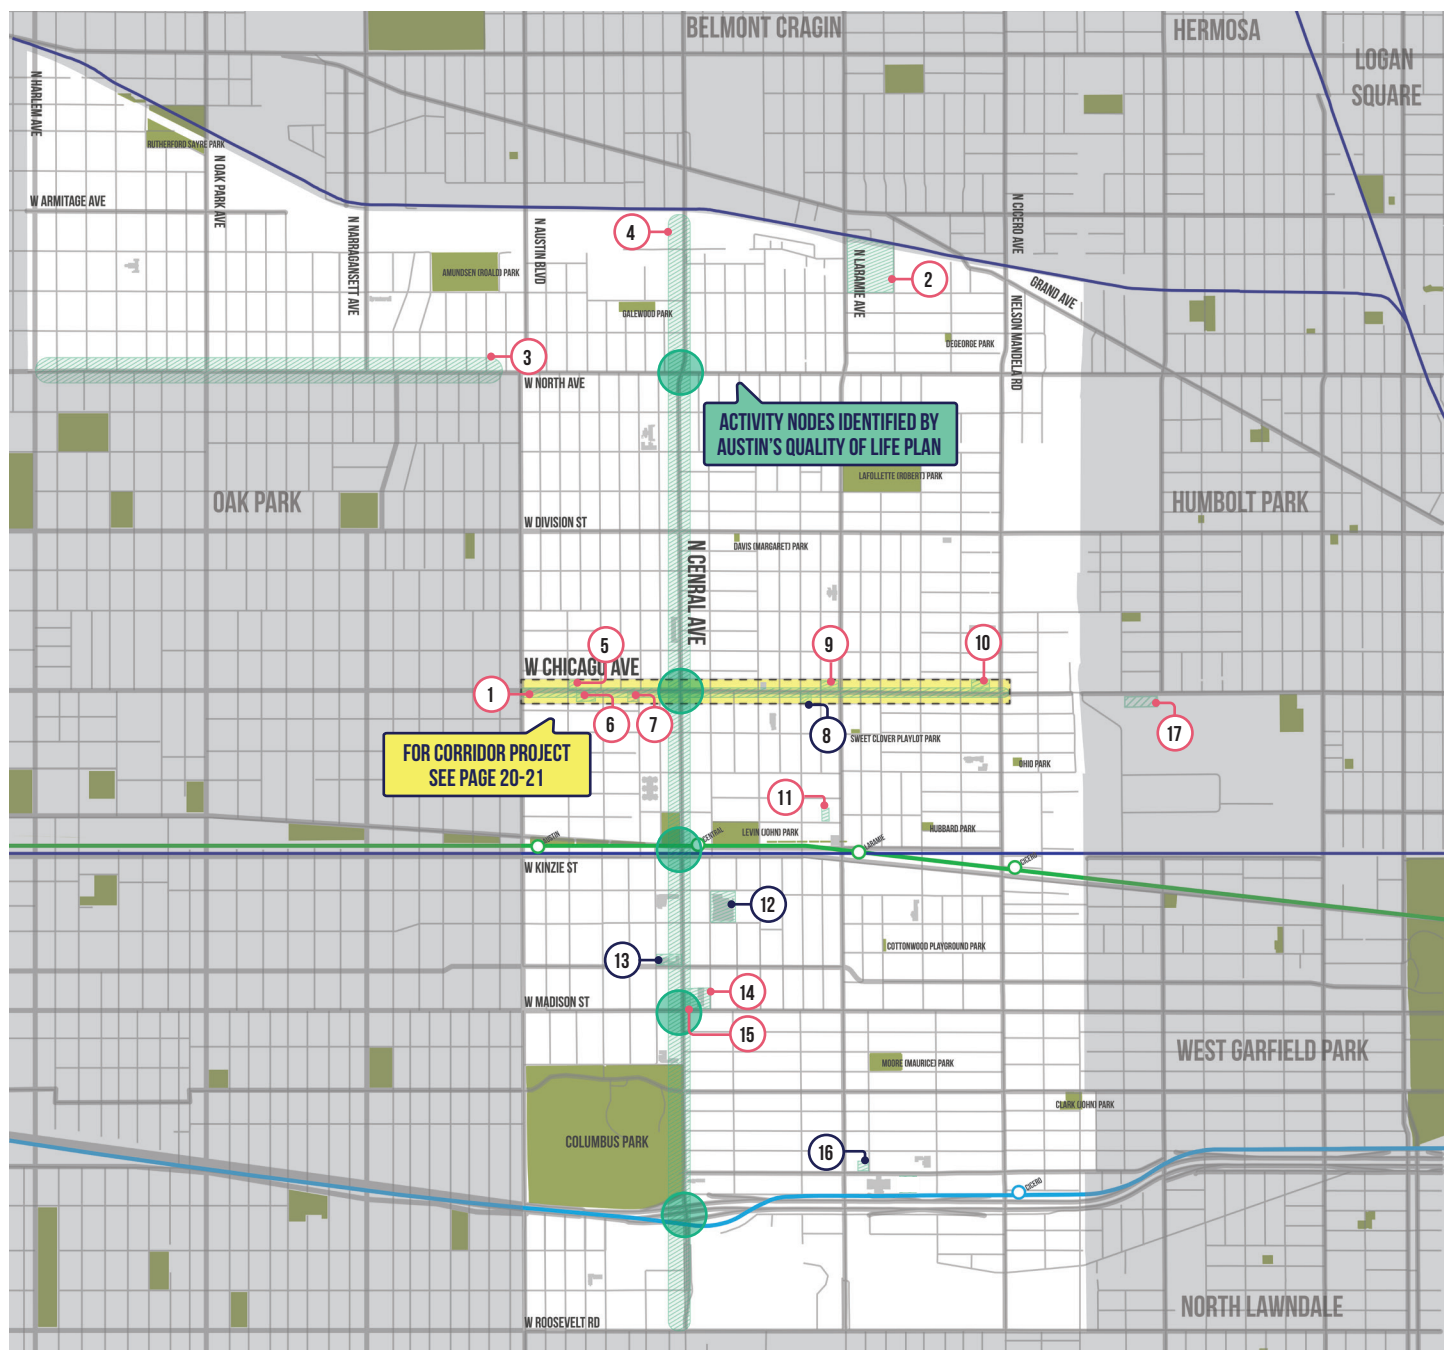 BELMONT CRAGIN
HERMOSA
LOGAN
SQUARE
N HARLEM AVE
RUTHERFORD SAYRE PARK
N OAK PARK AVE
W ARMITAGE AVE
N NARRAGANSETT AVE
N AUSTIN BLVD
4
N CICERO AVE
N LARAMIE AVE
2
AMUNDSEN (ROALD) PARK
GRAND AVE
GALEWOOD PARK
NELSON MANDELA RD
DEGEORGE PARK
3
W NORTH AVE
ACTIVITY NODES IDENTIFIED BY
AUSTIN'S QUALITY OF LIFE PLAN
LAFOLLETTE (ROBERT) PARK
OAK PARK
HUMBOLT PARK
W DIVISION ST
DAVIS (MARGARET) PARK
N CENRAL AVE
5
9
10
W CHICAGO AVE
1
6
7
8
17
SWEET CLOVER PLAYLOT PARK
FOR CORRIDOR PROJECT
SEE PAGE 20-21
OHIO PARK
11
LEVIN (JOHN) PARK
HUBBARD PARK
AUSTIN
CENTRAL
LARAMIE
CICERO
W KINZIE ST
12
13
COTTONWOOD PLAYGROUND PARK
14
W MADISON ST
15
WEST GARFIELD PARK
MOORE (MAURICE) PARK
CLARK (JOHN) PARK
COLUMBUS PARK
16
CICERO
NORTH LAWNDALE
W ROOSEVELT RD